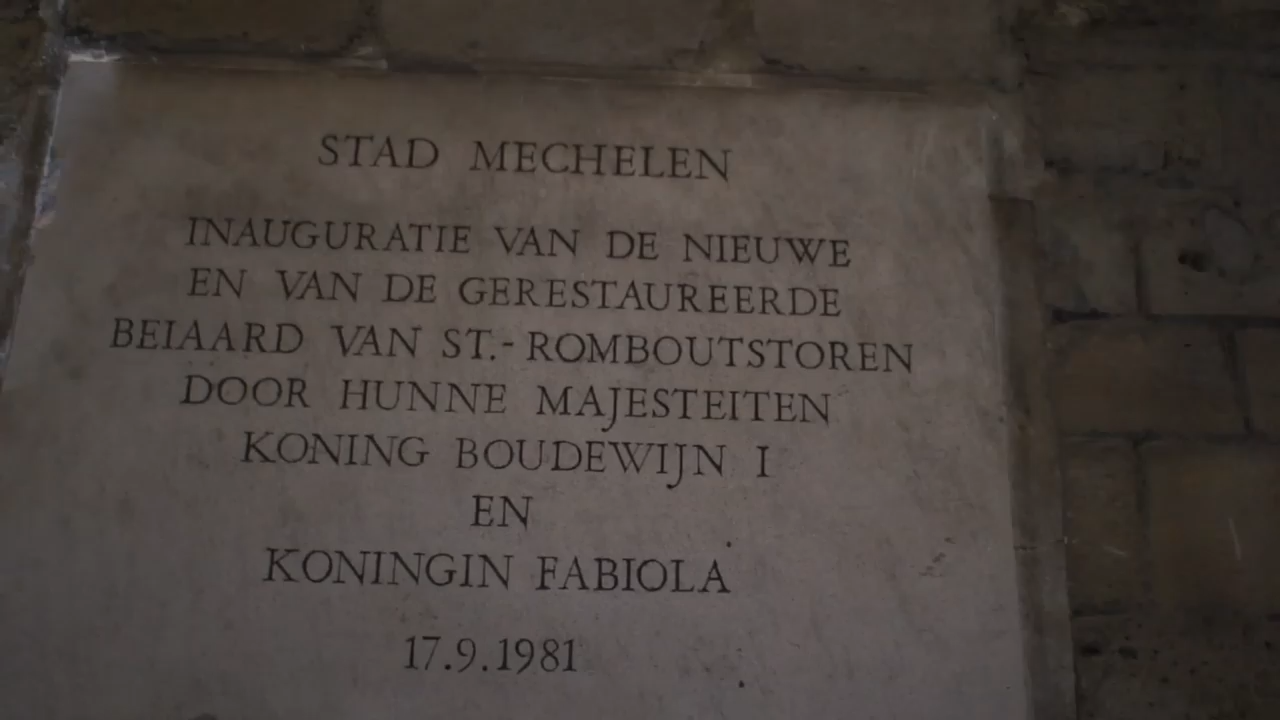 STAD MECHELEN
INAUGURATIE VAN DE NIEUWE
EN VAN DE GERESTAUREERDE
BEIAARD VAN ST.-ROMBOUTSTOREN
DOOR HUNNE MAJESTEITEN
KONING BOUDEWIJN I
EN
KONINGIN FABIOLA
17.9.1981